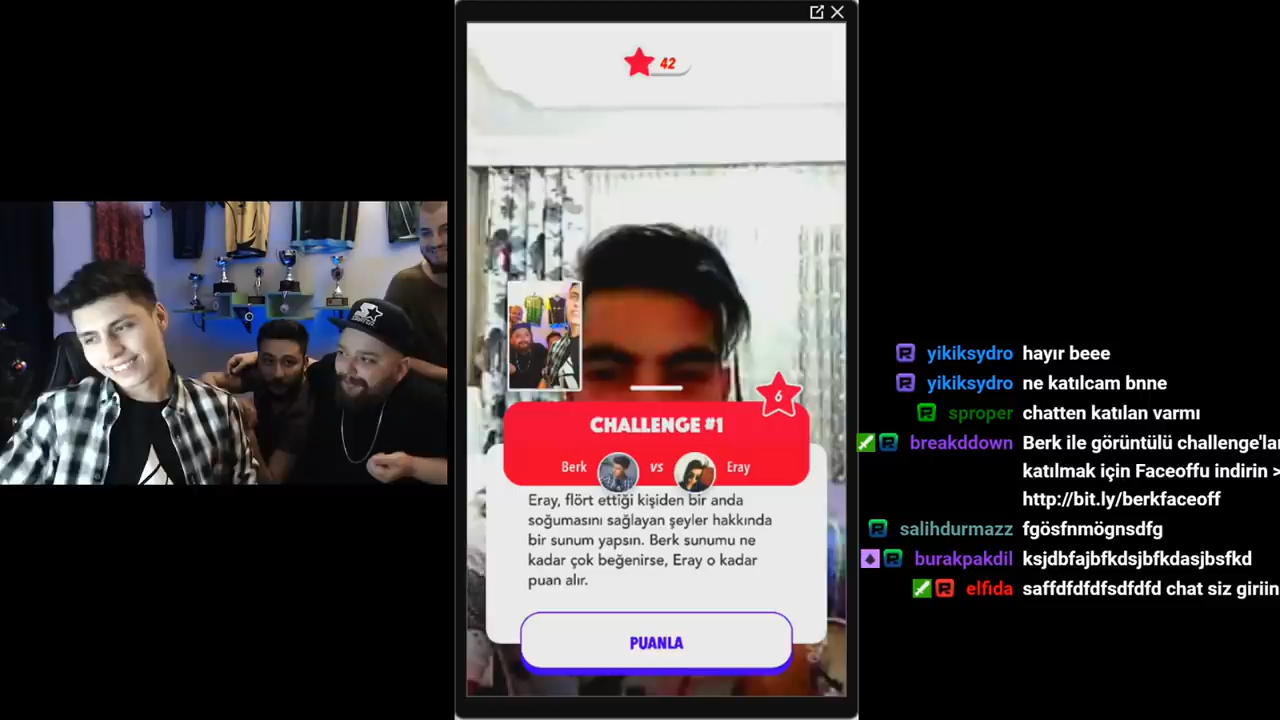 42
6
CHALLENGE #1
Berk vs Eray
Eray, flört ettiği kişiden bir anda
soğumasını sağlayan şeyler hakkında
bir sunum yapsın. Berk sunumu ne
kadar çok beğenirse, Eray o kadar
puan alır.
PUANLA
yikiksydro hayır beee
yikiksydro ne katılcam bnne
sproper chatten katılan varmı
breakddown Berk ile görüntülü challenge'lar
katılmak için Faceoffu indirin >
http://bit.ly/berkfaceoff
salihdurmazz fgösfnmögnsdfg
burakpakdil ksjdbfajbfkdsjbfkdasjbsfkd
elfida saffdfdfdfsdfdfd chat siz giriin